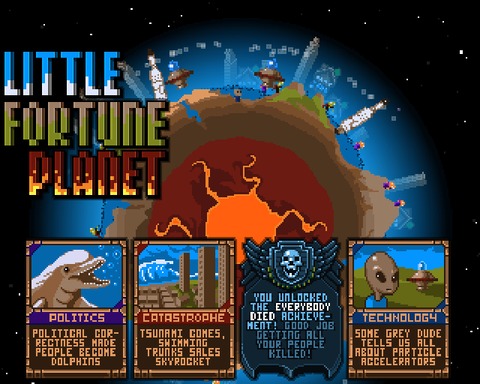 LITTLE
FORTUNE
PLANET
POLITICS
POLITICAL COR-
RECTNESS MADE
PEOPLE BECOME
DOLPHINS
CATASTROPHE
TSUNAMI COMES,
SWIMMING
TRUNKS SALES
SKYROCKET
YOU UNLOCKED
THE EVERYBODY
DIED ACHIEVE-
MENT! GOOD JOB
GETTING ALL
YOUR PEOPLE
KILLED!
TECHNOLOGY
SOME GREY DUDE
TELLS US ALL
ABOUT PARTICLE
ACCELERATORS